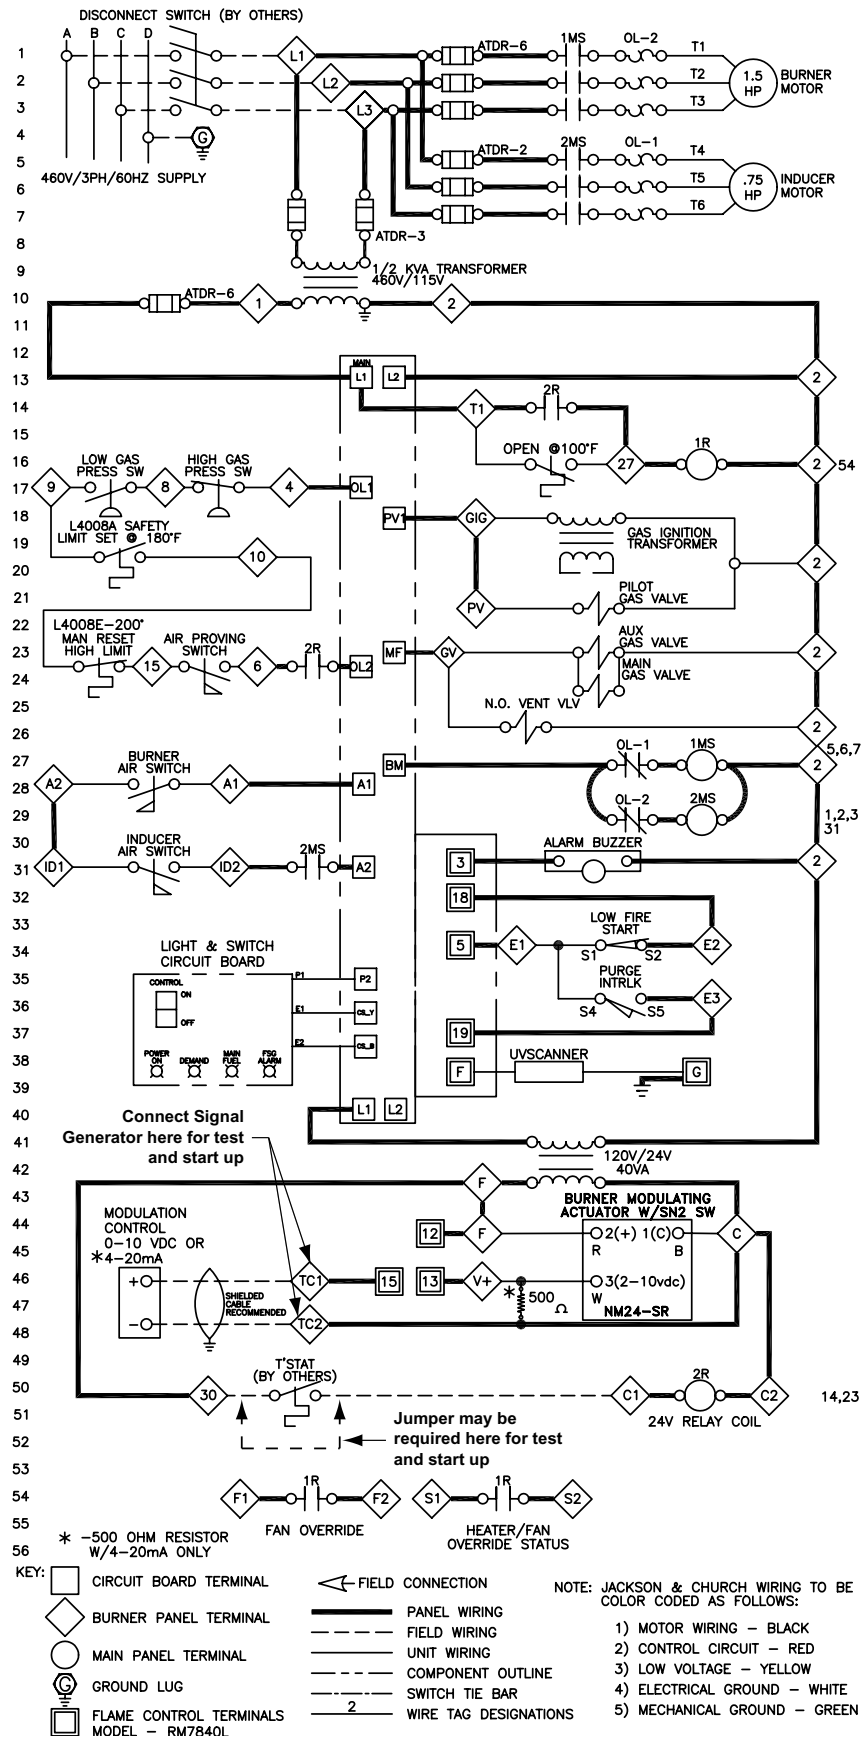 DISCONNECT SWITCH (BY OTHERS)
A B C D
1 L1 ATDR-6 1MS OL-2 T1
2 L2 T2 1.5 HP BURNER MOTOR
3 L3 T3
4 G
5 ATDR-2 2MS OL-1 T4
460V/3PH/60HZ SUPPLY
6 T5 .75 HP INDUCER MOTOR
7 T6
ATDR-3
8
9 1/2 KVA TRANSFORMER
460V/115V
10 ATDR-6 1 2
11
12
MAIN
13 L1 L2 2
14 T1 2R
15
OPEN @100°F 1R
16 LOW GAS PRESS SW HIGH GAS PRESS SW 27 2 54
17 9 8 4 OL1
18 PV1 GIG
L4008A SAFETY
19 LIMIT SET @ 180°F GAS IGNITION TRANSFORMER
10
20 2
21 PV PILOT GAS VALVE
22 L4008E-200°
MAN RESET HIGH LIMIT AIR PROVING SWITCH AUX GAS VALVE
23 15 6 2R OL2 MF GV 2
24 MAIN GAS VALVE
25 N.O. VENT VLV
26 2
5,6,7
27 BURNER AIR SWITCH BM OL-1 1MS 2
28 A2 A1 A1
29 OL-2 2MS 1,2,3
31
30 INDUCER AIR SWITCH 2MS ALARM BUZZER
31 ID1 ID2 A2 3 2
32 18
33
34 LIGHT & SWITCH
CIRCUIT BOARD
5 E1 LOW FIRE START S1 S2 E2
35 P1 P2 PURGE INTRLK
CONTROL
ON
OFF
36 E1 CS_Y S4 S5 E3
37 E2 CS_B 19
38 POWER ON DEMAND MAIN FUEL FSG ALARM F UVSCANNER G
39
40 Connect Signal
Generator here for test
and start up
L1 L2
41 120V/24V
40VA
42 F
43 MODULATION
CONTROL
0-10 VDC OR
*4-20mA
BURNER MODULATING
ACTUATOR W/SN2 SW
44 12 F 2(+) 1(C) C
45 R B
46 + TC1 15 13 V+ 3(2-10vdc)
* 500 Ω W
47 SHIELDED
CABLE
RECOMMENDED
NM24-SR
48 - TC2
49 T'STAT
(BY OTHERS)
50 30 C1 2R C2 14,23
51 24V RELAY COIL
52 Jumper may be
required here for test
and start up
53
54 F1 1R F2 S1 1R S2
55 FAN OVERRIDE HEATER/FAN
OVERRIDE STATUS
56 * -500 OHM RESISTOR
W/4-20mA ONLY
KEY:
CIRCUIT BOARD TERMINAL
BURNER PANEL TERMINAL
MAIN PANEL TERMINAL
G GROUND LUG
FLAME CONTROL TERMINALS
MODEL - RM7840L
FIELD CONNECTION
PANEL WIRING
FIELD WIRING
UNIT WIRING
COMPONENT OUTLINE
SWITCH TIE BAR
2 WIRE TAG DESIGNATIONS
NOTE: JACKSON & CHURCH WIRING TO BE
COLOR CODED AS FOLLOWS:
1) MOTOR WIRING - BLACK
2) CONTROL CIRCUIT - RED
3) LOW VOLTAGE - YELLOW
4) ELECTRICAL GROUND - WHITE
5) MECHANICAL GROUND - GREEN